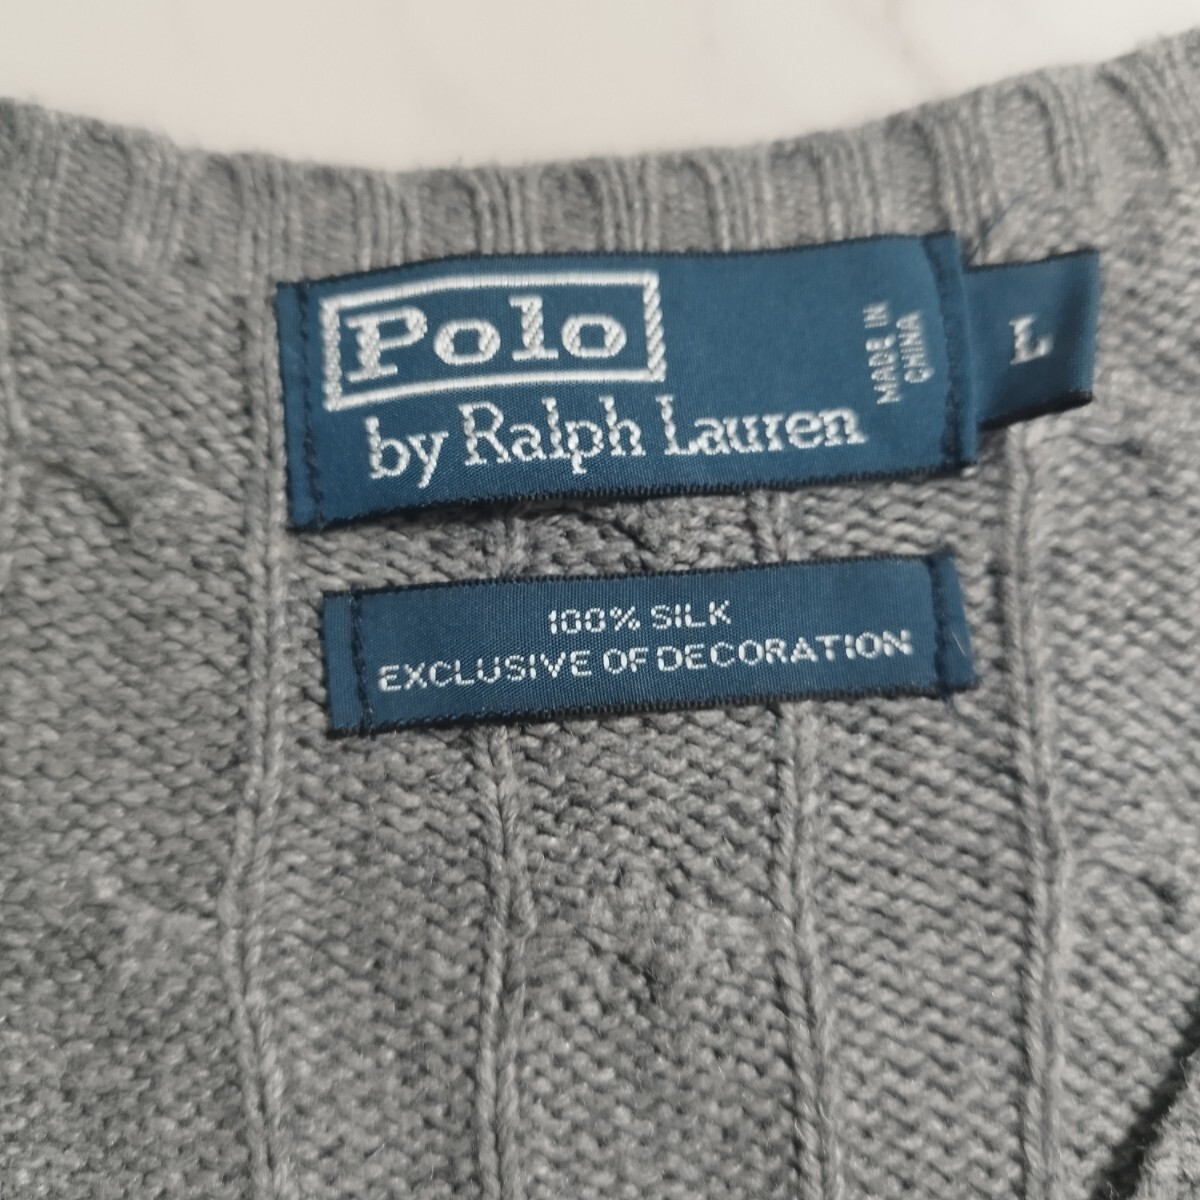 Polo
by Ralph Lauren
MADE IN
CHINA
L
100% SILK
EXCLUSIVE OF DECORATION